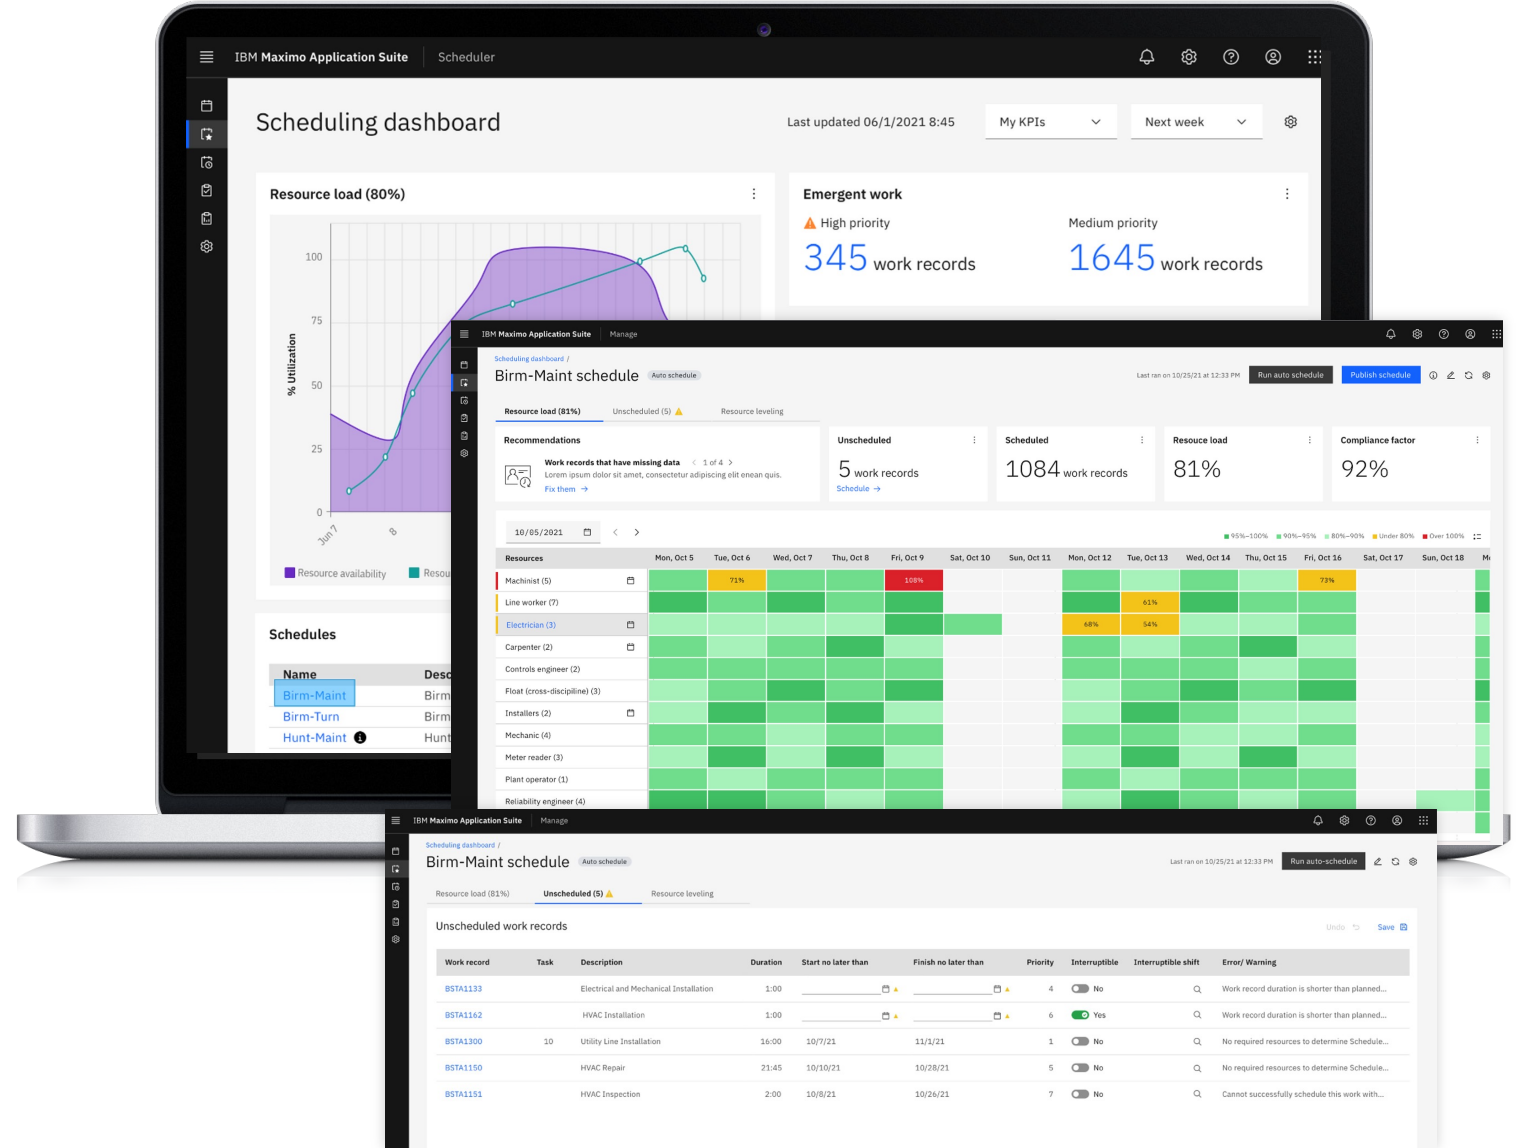 IBM Maximo Application Suite Scheduler
Scheduling dashboard
Last updated 06/1/2021 8:45 My KPIs Next week
Resource load (80%)
100
75
50
25
0
% Utilization
Jun 7 8
Resource availability Resou
Emergent work
High priority Medium priority
345 work records 1645 work records
Schedules
Name Desc
Birm-Maint Birm
Birm-Turn Birm
Hunt-Maint Hunt
IBM Maximo Application Suite Manage
Scheduling dashboard /
Birm-Maint schedule Auto schedule Last ran on 10/25/21 at 12:33 PM Run auto schedule Publish schedule
Resource load (81%) Unscheduled (5) Resource leveling
Recommendations
Work records that have missing data 1 of 4
Lorem ipsum dolor sit amet, consectetur adipiscing elit enean quis.
Fix them →
Unscheduled
5 work records
Schedule →
Scheduled
1084 work records
Resouce load
81%
Compliance factor
92%
10/05/2021 95%–100% 90%–95% 80%–90% Under 80% Over 100%
Resources Mon, Oct 5 Tue, Oct 6 Wed, Oct 7 Thu, Oct 8 Fri, Oct 9 Sat, Oct 10 Sun, Oct 11 Mon, Oct 12 Tue, Oct 13 Wed, Oct 14 Thu, Oct 15 Fri, Oct 16 Sat, Oct 17 Sun, Oct 18 M
Machinist (5) 71% 108% 73%
Line worker (7) 61%
Electrician (3) 68% 54%
Carpenter (2)
Controls engineer (2)
Float (cross-discipiline) (3)
Installers (2)
Mechanic (4)
Meter reader (3)
Plant operator (1)
Reliability engineer (4)
IBM Maximo Application Suite Manage
Scheduling dashboard /
Birm-Maint schedule Auto schedule Last ran on 10/25/21 at 12:33 PM Run auto-schedule
Resource load (81%) Unscheduled (5) Resource leveling
Unscheduled work records Undo Save
Work record Task Description Duration Start no later than Finish no later than Priority Interruptible Interruptible shift Error/ Warning
BSTA1133 Electrical and Mechanical Installation 1:00 4 No Work record duration is shorter than planned...
BSTA1162 HVAC Installation 1:00 6 Yes Work record duration is shorter than planned...
BSTA1300 10 Utility Line Installation 16:00 10/7/21 11/1/21 1 No No required resources to determine Schedule...
BSTA1150 HVAC Repair 21:45 10/10/21 10/28/21 5 No No required resources to determine Schedule...
BSTA1151 HVAC Inspection 2:00 10/8/21 10/26/21 7 No Cannot successfully schedule this work with...